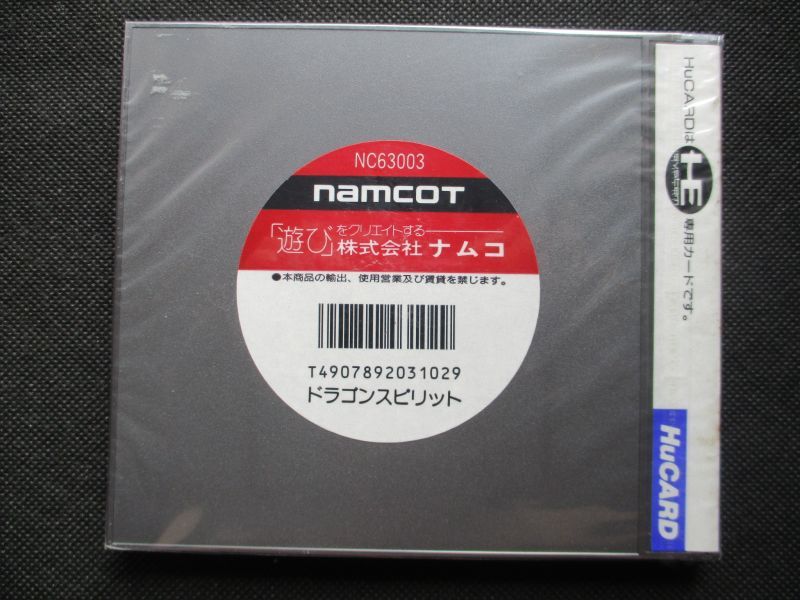 NC63003
namcoT
「遊び」をクリエイトする
株式会社 ナムコ
●本商品の輸出、使用営業及び賃貸を禁じます。
T4907892031029
ドラゴンスピリット
HuCARDは HE 専用カードです。
HuCARD